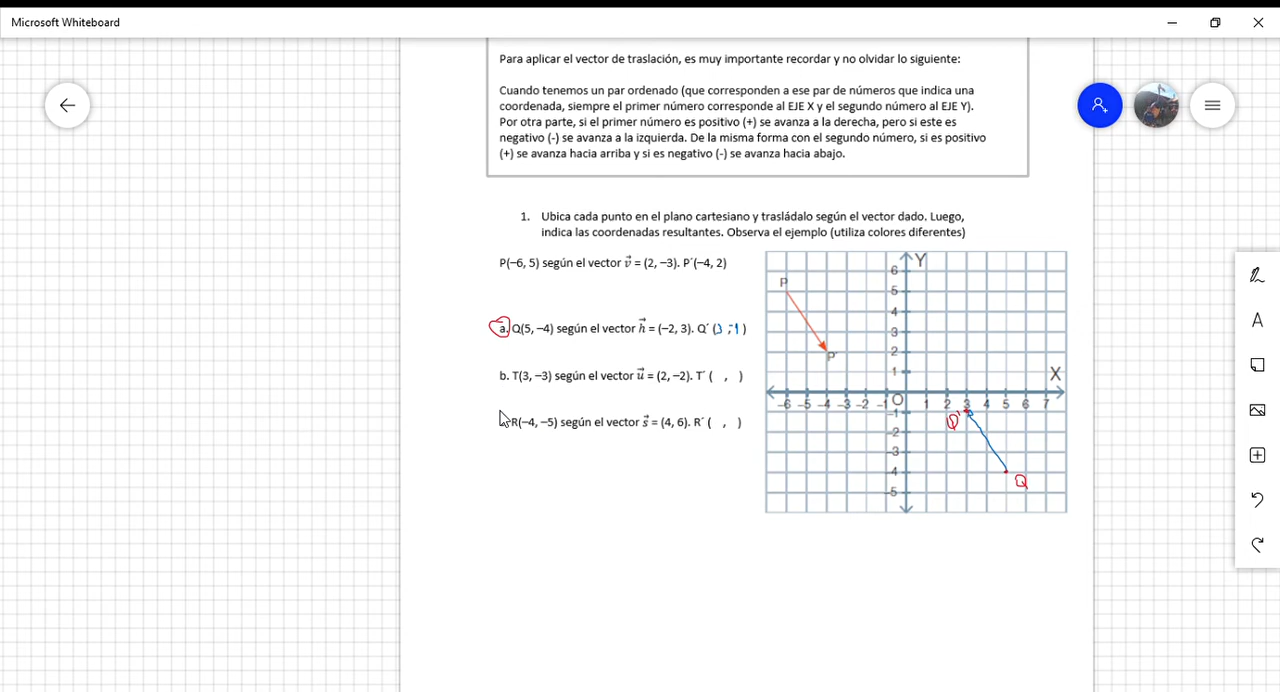 Microsoft Whiteboard
Para aplicar el vector de traslación, es muy importante recordar y no olvidar lo siguiente:
Cuando tenemos un par ordenado (que corresponden a ese par de números que indica una
coordenada, siempre el primer número corresponde al EJE X y el segundo número al EJE Y).
Por otra parte, si el primer número es positivo (+) se avanza a la derecha, pero si este es
negativo (-) se avanza a la izquierda. De la misma forma con el segundo número, si es positivo
(+) se avanza hacia arriba y si es negativo (-) se avanza hacia abajo.
1. Ubica cada punto en el plano cartesiano y trasládalo según el vector dado. Luego,
indica las coordenadas resultantes. Observa el ejemplo (utiliza colores diferentes)
P(−6, 5) según el vector v⃗ = (2, −3). P´(−4, 2)
a. Q(5, −4) según el vector h⃗ = (−2, 3). Q´ (3 ; -1)
b. T(3, −3) según el vector u⃗ = (2, −2). T´ ( , )
R(−4, −5) según el vector s⃗ = (4, 6). R´ ( , )
Y
6
P
5
4
3
P'
2
1
X
O
-6 -5 -4 -3 -2 -1 1 2 3 4 5 6 7
-1
Q'
-2
-3
-4
Q
-5
A